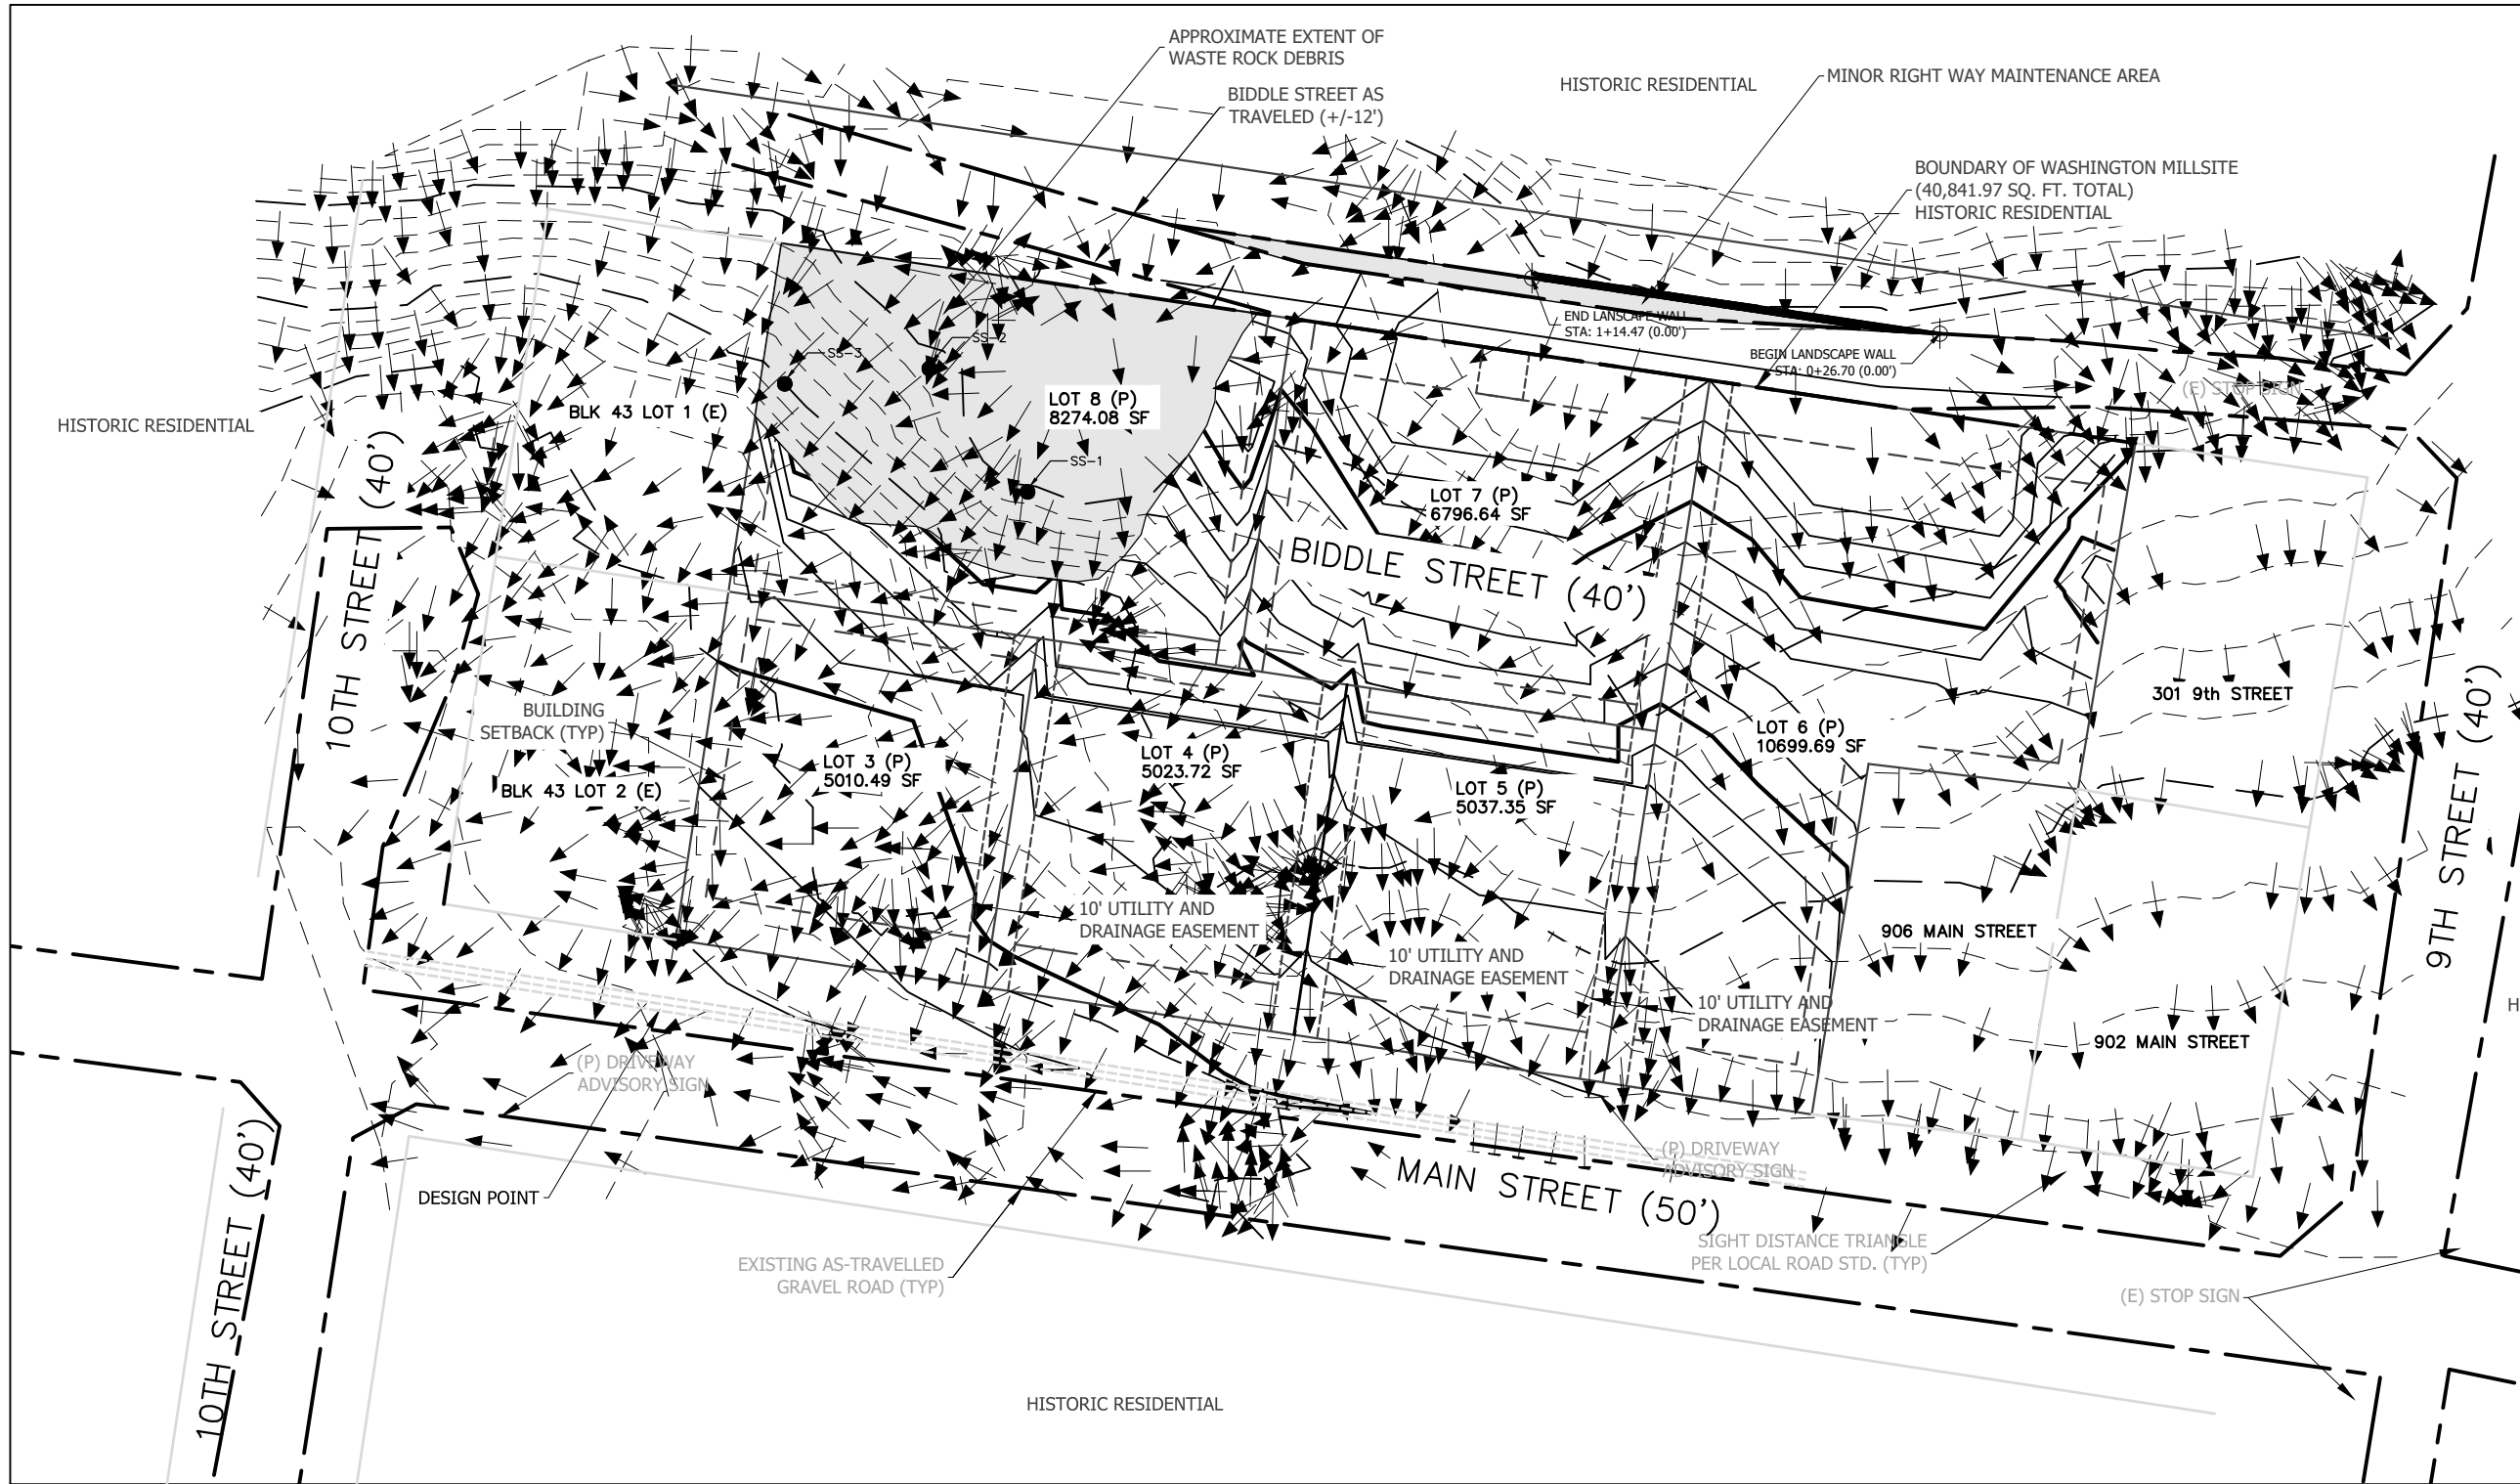 APPROXIMATE EXTENT OF
WASTE ROCK DEBRIS
BIDDLE STREET AS
TRAVELED (+/-12')
HISTORIC RESIDENTIAL
MINOR RIGHT WAY MAINTENANCE AREA
BOUNDARY OF WASHINGTON MILLSITE
(40,841.97 SQ. FT. TOTAL)
HISTORIC RESIDENTIAL
END LANSCAPE WALL
STA: 1+14.47 (0.00')
BEGIN LANDSCAPE WALL
STA: 0+26.70 (0.00')
(E) STOP SIGN
SS-3
SS-2
SS-1
HISTORIC RESIDENTIAL
BLK 43 LOT 1 (E)
LOT 8 (P)
8274.08 SF
LOT 7 (P)
6796.64 SF
BIDDLE STREET (40')
10TH STREET (40')
301 9th STREET
9TH STREET (40')
BUILDING
SETBACK (TYP)
BLK 43 LOT 2 (E)
LOT 3 (P)
5010.49 SF
LOT 4 (P)
5023.72 SF
LOT 5 (P)
5037.35 SF
LOT 6 (P)
10699.69 SF
10' UTILITY AND
DRAINAGE EASEMENT
10' UTILITY AND
DRAINAGE EASEMENT
10' UTILITY AND
DRAINAGE EASEMENT
906 MAIN STREET
902 MAIN STREET
H
(P) DRIVEWAY
ADVISORY SIGN
(P) DRIVEWAY
ADVISORY SIGN
MAIN STREET (50')
DESIGN POINT
10TH STREET (40')
EXISTING AS-TRAVELLED
GRAVEL ROAD (TYP)
SIGHT DISTANCE TRIANGLE
PER LOCAL ROAD STD. (TYP)
(E) STOP SIGN
HISTORIC RESIDENTIAL